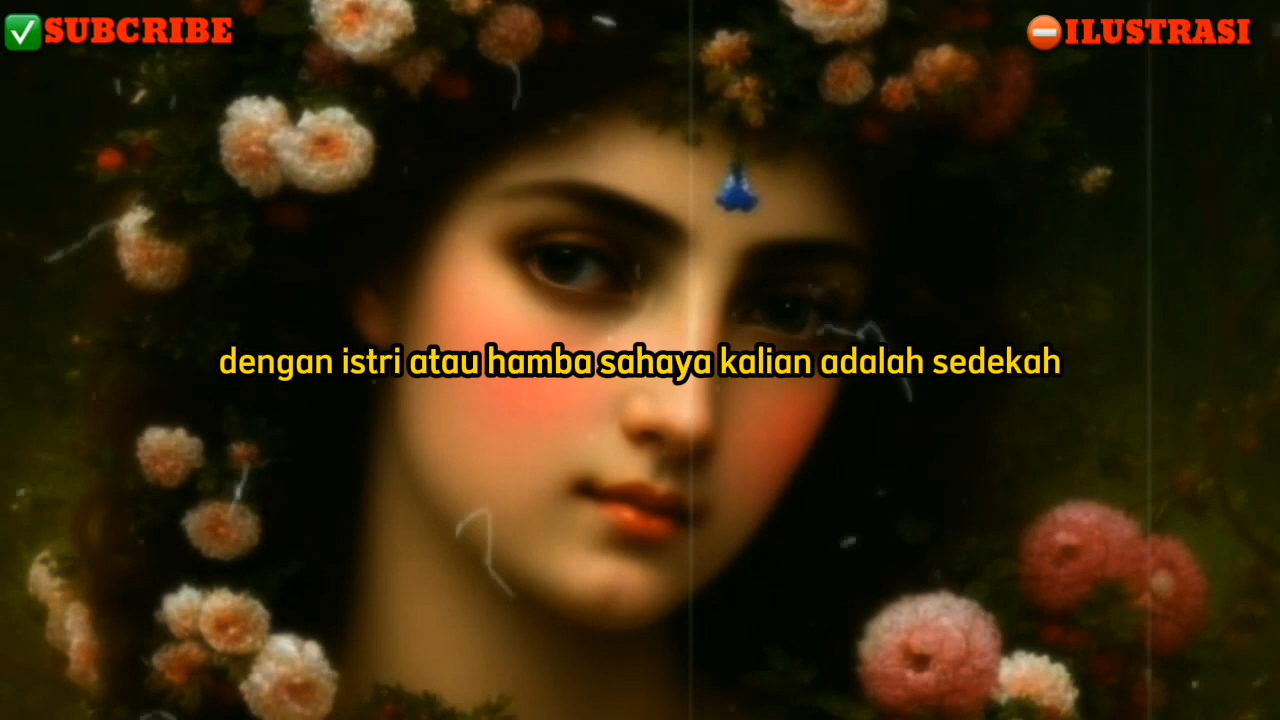 ✅SUBCRIBE
⛔ILUSTRASI
dengan istri atau hamba sahaya kalian adalah sedekah